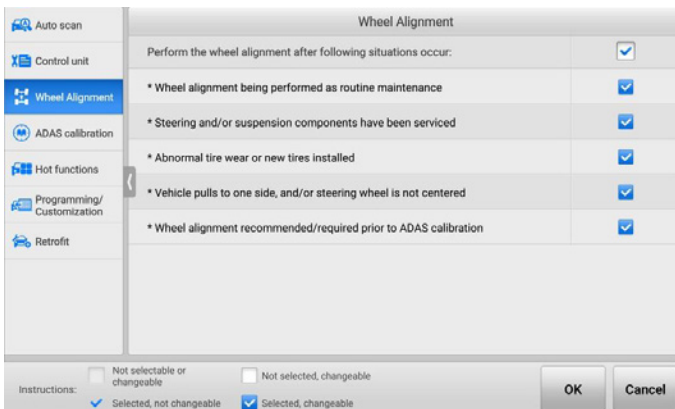 Auto scan
Control unit
Wheel Alignment
ADAS calibration
Hot functions
Programming/
Customization
Retrofit
Wheel Alignment
Perform the wheel alignment after following situations occur:
* Wheel alignment being performed as routine maintenance
* Steering and/or suspension components have been serviced
* Abnormal tire wear or new tires installed
* Vehicle pulls to one side, and/or steering wheel is not centered
* Wheel alignment recommended/required prior to ADAS calibration
Instructions:
Not selectable or
changeable
Not selected, changeable
Selected, not changeable
Selected, changeable
OK
Cancel